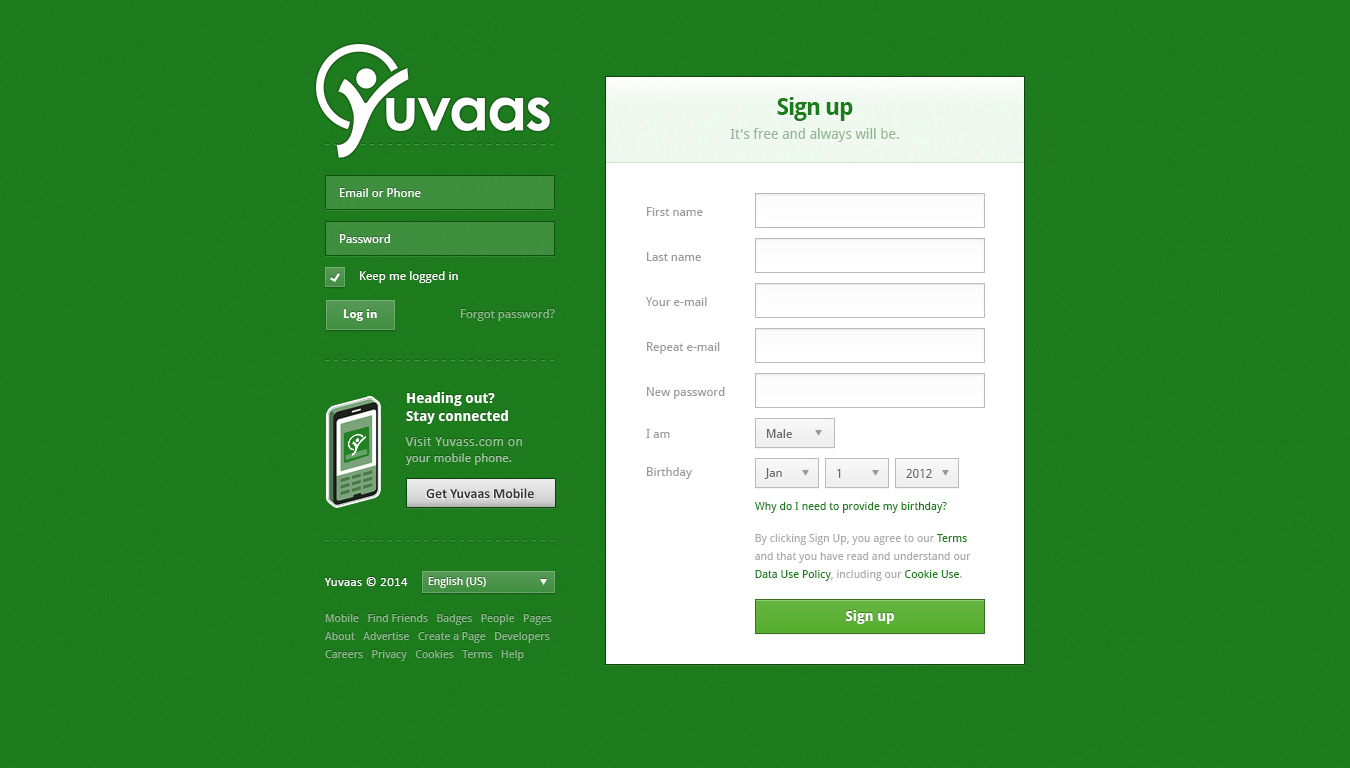 Yuvaas
Email or Phone
Password
Keep me logged in
Log in
Forgot password?
Heading out?
Stay connected
Visit Yuvass.com on
your mobile phone.
Get Yuvaas Mobile
Yuvaas © 2014
English (US)
Mobile Find Friends Badges People Pages
About Advertise Create a Page Developers
Careers Privacy Cookies Terms Help
Sign up
It's free and always will be.
First name
Last name
Your e-mail
Repeat e-mail
New password
I am
Male
Birthday
Jan
1
2012
Why do I need to provide my birthday?
By clicking Sign Up, you agree to our Terms
and that you have read and understand our
Data Use Policy, including our Cookie Use.
Sign up